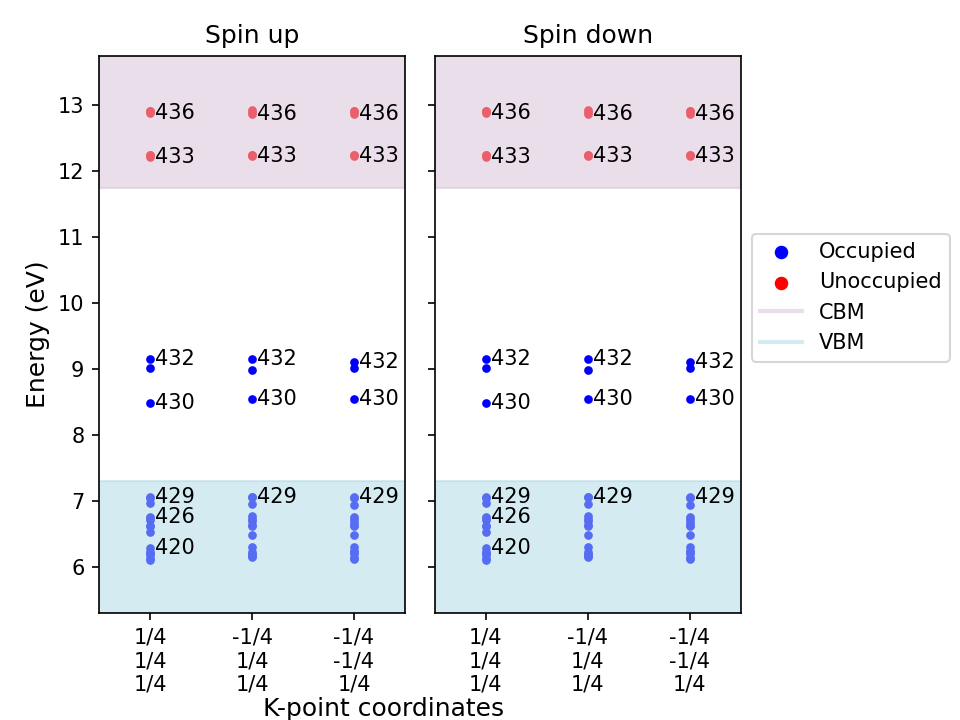 Spin up
Spin down
Energy (eV)
13
12
11
10
9
8
7
6
436 436 436
433 433 433
432 432 432
430 430 430
429 429 429
426
420
436 436 436
433 433 433
432 432 432
430 430 430
429 429 429
426
420
1/4 -1/4 -1/4
1/4 1/4 -1/4
1/4 1/4 1/4
1/4 -1/4 -1/4
1/4 1/4 -1/4
1/4 1/4 1/4
K-point coordinates
Occupied
Unoccupied
CBM
VBM